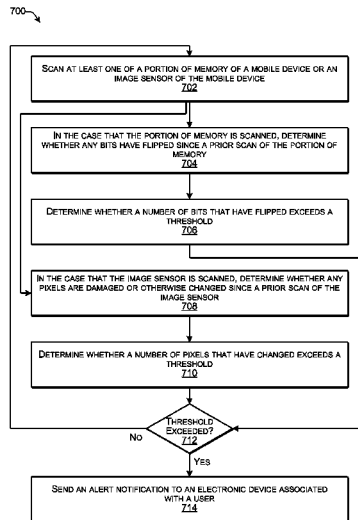 700
SCAN AT LEAST ONE OF A PORTION OF MEMORY OF A MOBILE DEVICE OR AN
IMAGE SENSOR OF THE MOBILE DEVICE
702
IN THE CASE THAT THE PORTION OF MEMORY IS SCANNED, DETERMINE
WHETHER ANY BITS HAVE FLIPPED SINCE A PRIOR SCAN OF THE PORTION OF
MEMORY
704
DETERMINE WHETHER A NUMBER OF BITS THAT HAVE FLIPPED EXCEEDS A
THRESHOLD
706
IN THE CASE THAT THE IMAGE SENSOR IS SCANNED, DETERMINE WHETHER ANY
PIXELS ARE DAMAGED OR OTHERWISE CHANGED SINCE A PRIOR SCAN OF THE
IMAGE SENSOR
708
DETERMINE WHETHER A NUMBER OF PIXELS THAT HAVE CHANGED EXCEEDS A
THRESHOLD
710
THRESHOLD
EXCEEDED?
712
NO
YES
SEND AN ALERT NOTIFICATION TO AN ELECTRONIC DEVICE ASSOCIATED
WITH A USER
714